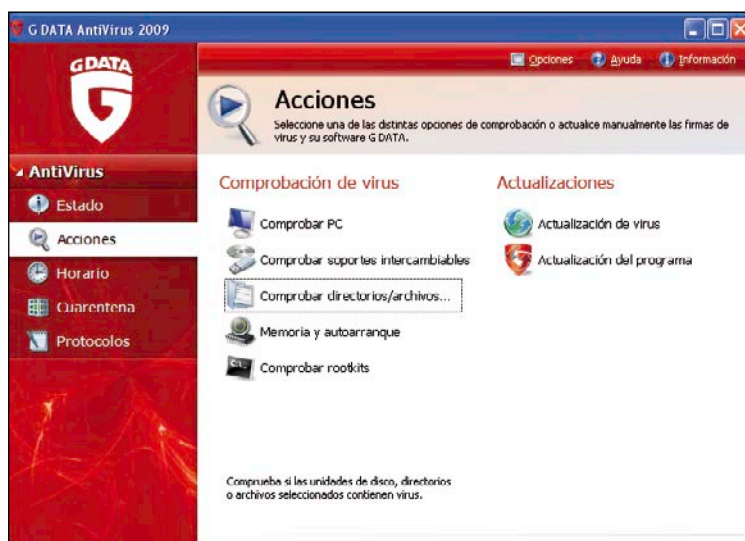 G DATA AntiVirus 2009
Opciones Ayuda Información
GDATA
G
Acciones
Seleccione una de las distintas opciones de comprobación o actualice manualmente las firmas de
virus y su software G DATA.
AntiVirus
Estado
Acciones
Horario
Cuarentena
Protocolos
Comprobación de virus
Comprobar PC
Comprobar soportes intercambiables
Comprobar directorios/archivos...
Memoria y autoarranque
Comprobar rootkits
Actualizaciones
Actualización de virus
Actualización del programa
Comprueba si las unidades de disco, directorios
o archivos seleccionados contienen virus.